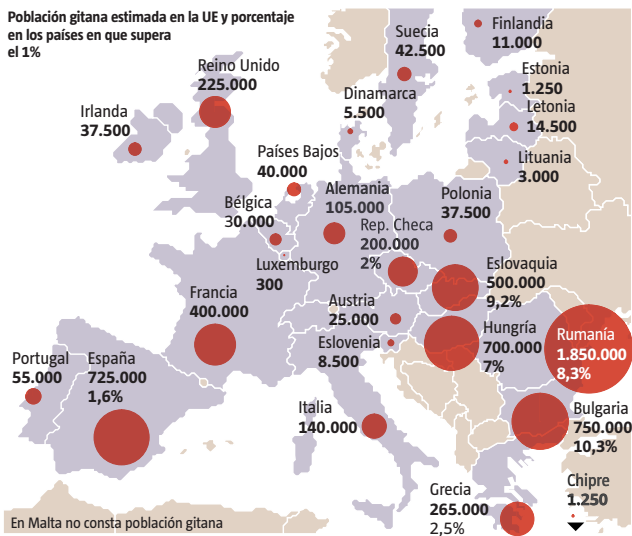 Población gitana estimada en la UE y porcentaje
en los países en que supera
el 1%
Finlandia
11.000
Suecia
42.500
Estonia
1.250
Reino Unido
225.000
Dinamarca
5.500
Letonia
14.500
Irlanda
37.500
Lituania
3.000
Países Bajos
40.000
Alemania
105.000
Polonia
37.500
Bélgica
30.000
Rep. Checa
200.000
2%
Luxemburgo
300
Eslovaquia
500.000
9,2%
Francia
400.000
Austria
25.000
Hungría
700.000
7%
Rumanía
1.850.000
8,3%
Eslovenia
8.500
Portugal
55.000
España
725.000
1,6%
Italia
140.000
Bulgaria
750.000
10,3%
Grecia
265.000
2,5%
Chipre
1.250
En Malta no consta población gitana